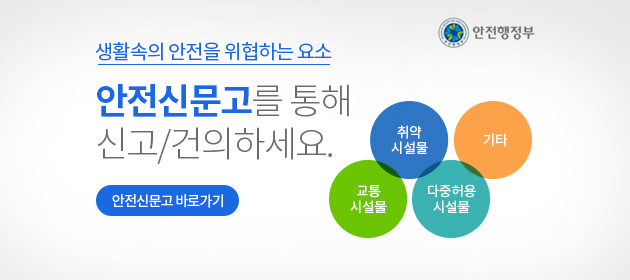 안전행정부
생활속의 안전을 위협하는 요소
안전신문고를 통해
신고/건의하세요.
안전신문고 바로가기
취약
시설물
기타
교통
시설물
다중허용
시설물